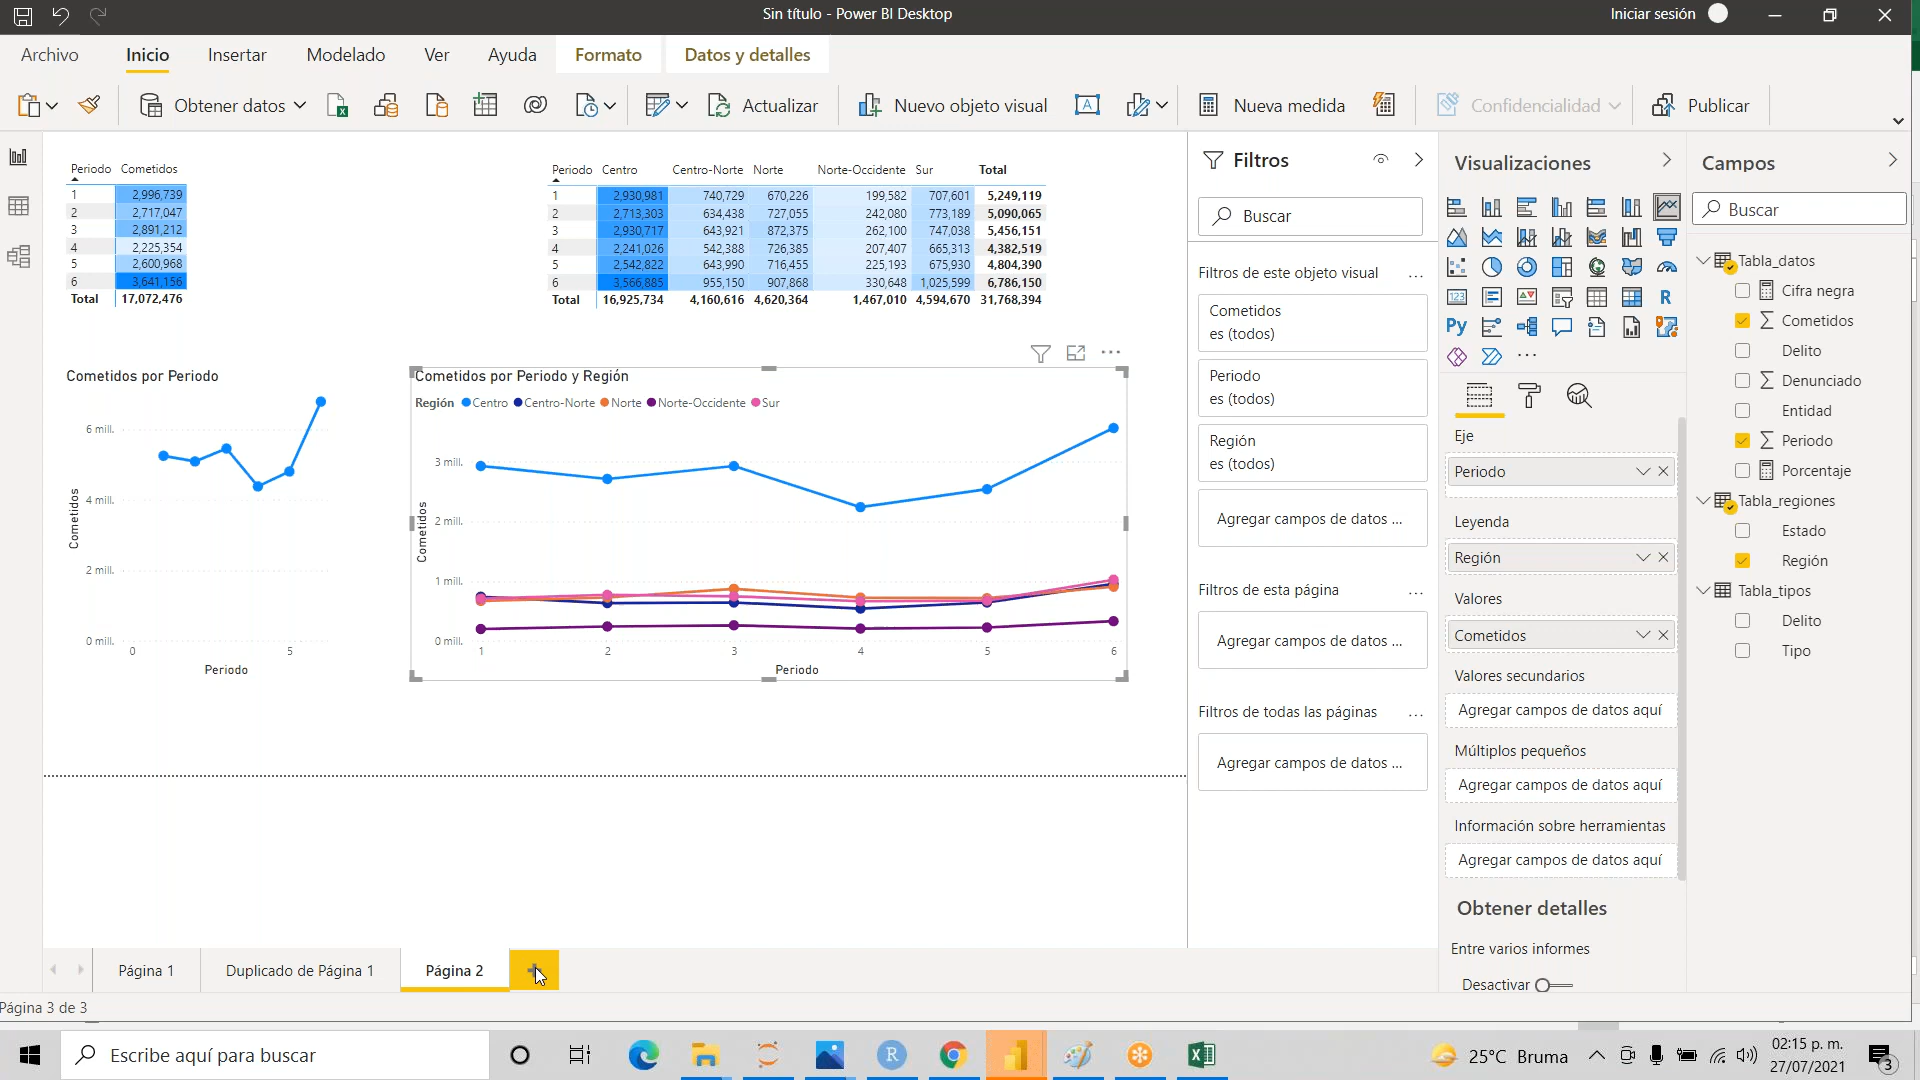 Sin título - Power BI Desktop
Iniciar sesión
Archivo Inicio Insertar Modelado Ver Ayuda Formato Datos y detalles
Obtener datos Actualizar Nuevo objeto visual Nueva medida Confidencialidad Publicar
Periodo Cometidos
1 2,996,739
2 2,717,047
3 2,891,212
4 2,225,354
5 2,600,968
6 3,641,156
Total 17,072,476
Periodo Centro Centro-Norte Norte Norte-Occidente Sur Total
1 2,930,981 740,729 670,226 199,582 707,601 5,249,119
2 2,713,303 634,438 727,055 242,080 773,189 5,090,065
3 2,930,717 643,921 872,375 262,100 747,038 5,456,151
4 2,241,026 542,388 726,385 207,407 665,313 4,382,519
5 2,542,822 643,990 716,455 225,193 675,930 4,804,390
6 3,566,885 955,150 907,868 330,648 1,025,599 6,786,150
Total 16,925,734 4,160,616 4,620,364 1,467,010 4,594,670 31,768,394
Cometidos por Periodo
6 mill.
4 mill.
2 mill.
0 mill.
Cometidos
0 5
Periodo
Cometidos por Periodo y Región
Región Centro Centro-Norte Norte Norte-Occidente Sur
3 mill.
2 mill.
1 mill.
0 mill.
Cometidos
1 2 3 4 5 6
Periodo
Filtros
Buscar
Filtros de este objeto visual ...
Cometidos
es (todos)
Periodo
es (todos)
Región
es (todos)
Agregar campos de datos ...
Filtros de esta página ...
Agregar campos de datos ...
Filtros de todas las páginas ...
Agregar campos de datos ...
Visualizaciones
123
R
Py
...
Eje
Periodo
Leyenda
Región
Valores
Cometidos
Valores secundarios
Agregar campos de datos aquí
Múltiplos pequeños
Agregar campos de datos aquí
Información sobre herramientas
Agregar campos de datos aquí
Obtener detalles
Entre varios informes
Desactivar
Campos
Buscar
Tabla_datos
Cifra negra
Cometidos
Delito
Denunciado
Entidad
Periodo
Porcentaje
Tabla_regiones
Estado
Región
Tabla_tipos
Delito
Tipo
Página 1 Duplicado de Página 1 Página 2
Página 3 de 3
Escribe aquí para buscar
R
25°C Bruma
02:15 p. m.
27/07/2021
3